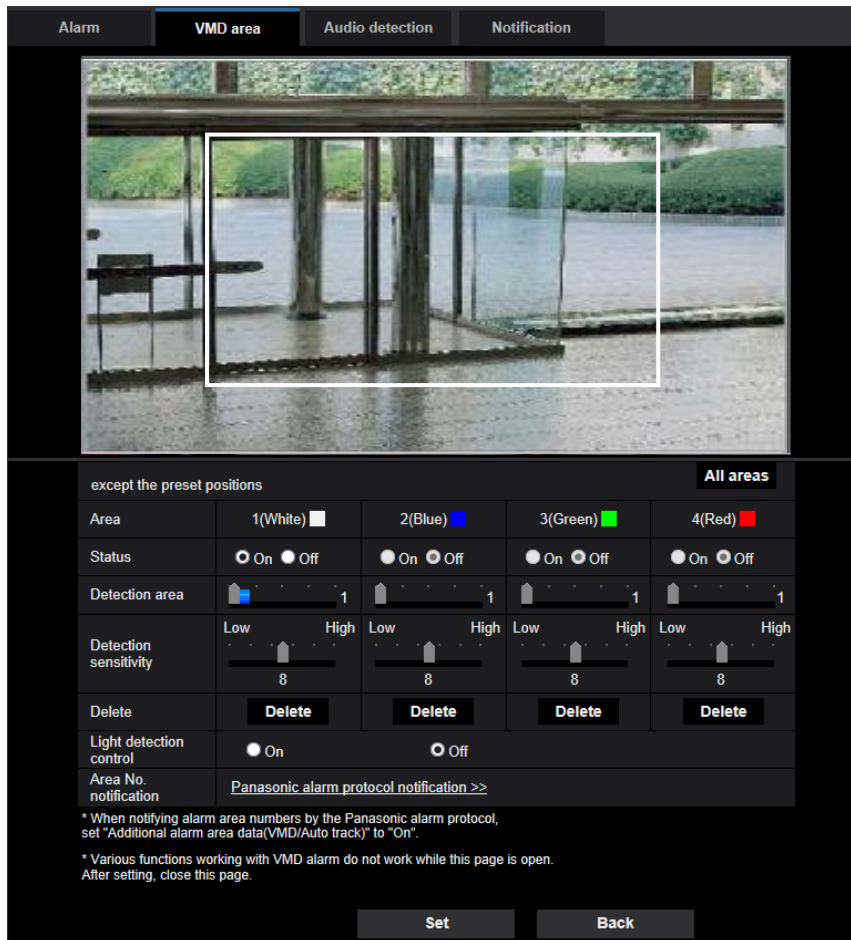 Alarm VMD area Audio detection Notification
except the preset positions All areas
Area 1(White) 2(Blue) 3(Green) 4(Red)
Status On Off On Off On Off On Off
Detection area 1 1 1 1
Low High Low High Low High Low High
Detection
sensitivity
8 8 8 8
Delete Delete Delete Delete Delete
Light detection
control
On Off
Area No.
notification
Panasonic alarm protocol notification >>
* When notifying alarm area numbers by the Panasonic alarm protocol,
set "Additional alarm area data(VMD/Auto track)" to "On".
* Various functions working with VMD alarm do not work while this page is open.
After setting, close this page.
Set Back